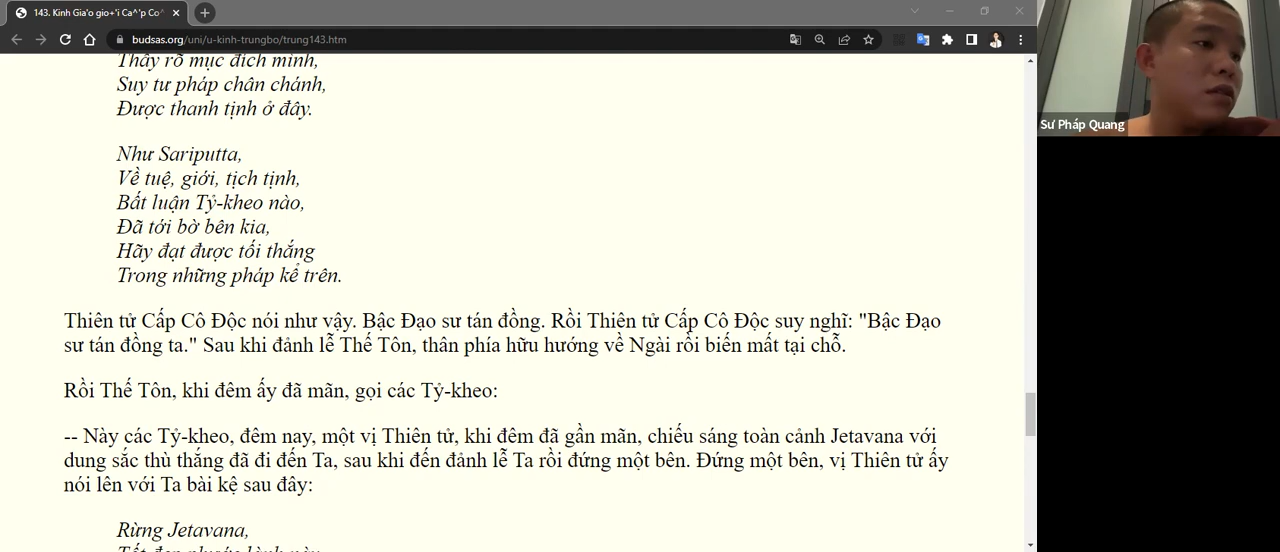 143. Kinh Gia'o gio+'i Ca^'p Co^
budsas.org/uni/u-kinh-trungbo/trung143.htm
Thấy rõ mục đích mình,
Suy tư pháp chân chánh,
Được thanh tịnh ở đây.
Như Sariputta,
Về tuệ, giới, tịch tịnh,
Bất luận Tỷ-kheo nào,
Đã tới bờ bên kia,
Hãy đạt được tối thắng
Trong những pháp kể trên.
Thiên tử Cấp Cô Độc nói như vậy. Bậc Đạo sư tán đồng. Rồi Thiên tử Cấp Cô Độc suy nghĩ: "Bậc Đạo
sư tán đồng ta." Sau khi đảnh lễ Thế Tôn, thân phía hữu hướng về Ngài rồi biến mất tại chỗ.
Rồi Thế Tôn, khi đêm ấy đã mãn, gọi các Tỷ-kheo:
-- Này các Tỷ-kheo, đêm nay, một vị Thiên tử, khi đêm đã gần mãn, chiếu sáng toàn cảnh Jetavana với
dung sắc thù thắng đã đi đến Ta, sau khi đến đảnh lễ Ta rồi đứng một bên. Đứng một bên, vị Thiên tử ấy
nói lên với Ta bài kệ sau đây:
Rừng Jetavana,
Sư Pháp Quang